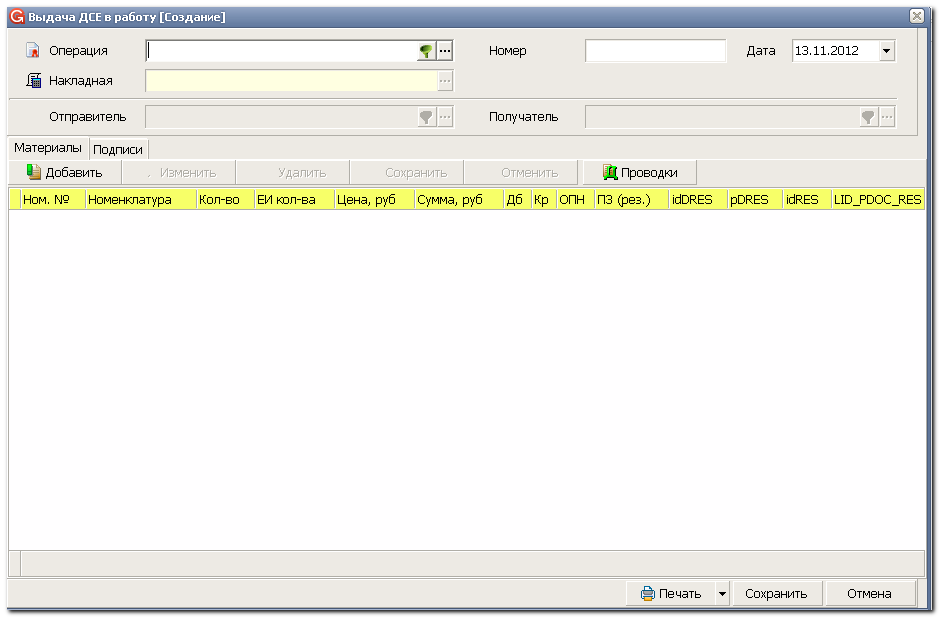 Выдача ДСЕ в работу [Создание]
Операция Номер Дата 13.11.2012
Накладная
Отправитель Получатель
Материалы Подписи
Добавить Изменить Удалить Сохранить Отменить Проводки
Ном. № Номенклатура Кол-во ЕИ кол-ва Цена, руб Сумма, руб Дб Кр ОПН ПЗ (рез.) idDRES pDRES idRES LID_PDOC_RES
Печать Сохранить Отмена